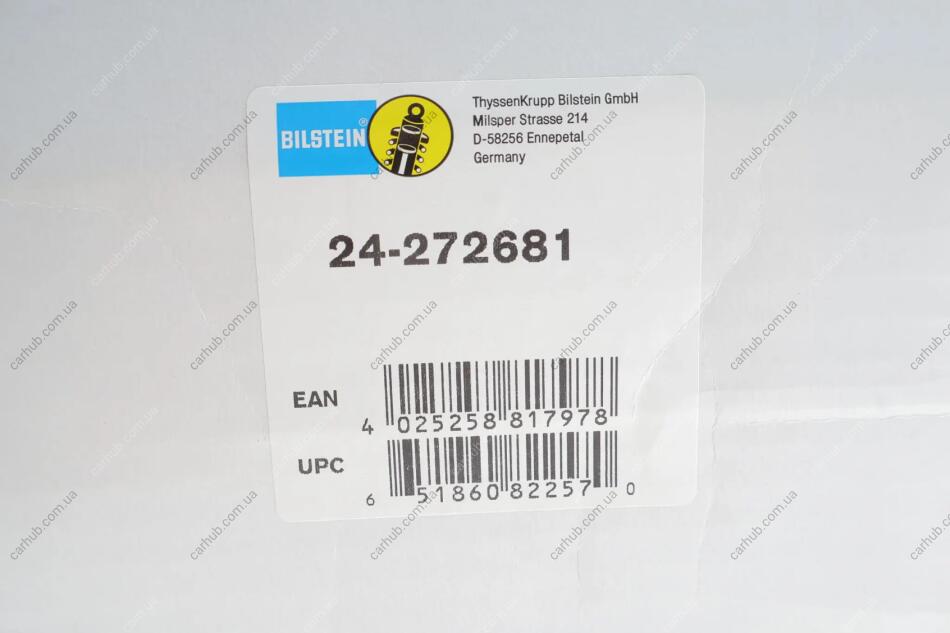 BILSTEIN®
ThyssenKrupp Bilstein GmbH
Milsper Strasse 214
D-58256 Ennepetal
Germany
24-272681
EAN
4 025258 817978
UPC
6 51860 82257 0
carhub.com.ua